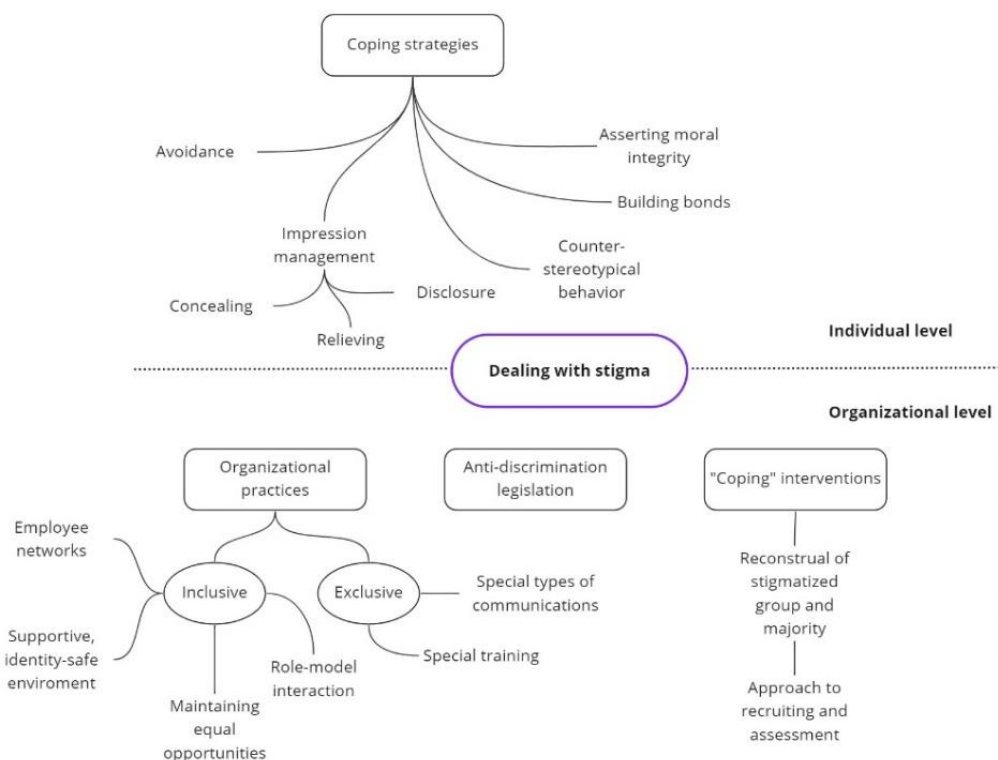 Coping strategies
Avoidance
Asserting moral
integrity
Building bonds
Impression
management
Counter-
stereotypical
behavior
Concealing
Disclosure
Relieving
Individual level
Dealing with stigma
Organizational level
Organizational
practices
Anti-discrimination
legislation
"Coping" interventions
Employee
networks
Inclusive
Exclusive
Special types of
communications
Reconstrual of
stigmatized
group and
majority
Supportive,
identity-safe
enviroment
Role-model
interaction
Special training
Maintaining
equal
opportunities
Approach to
recruiting and
assessment